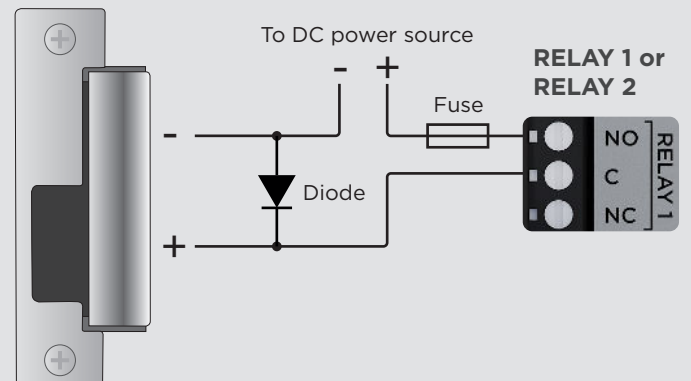 To DC power source
- +
RELAY 1 or
RELAY 2
Fuse
-
NO
C
NC
RELAY 1
Diode
+